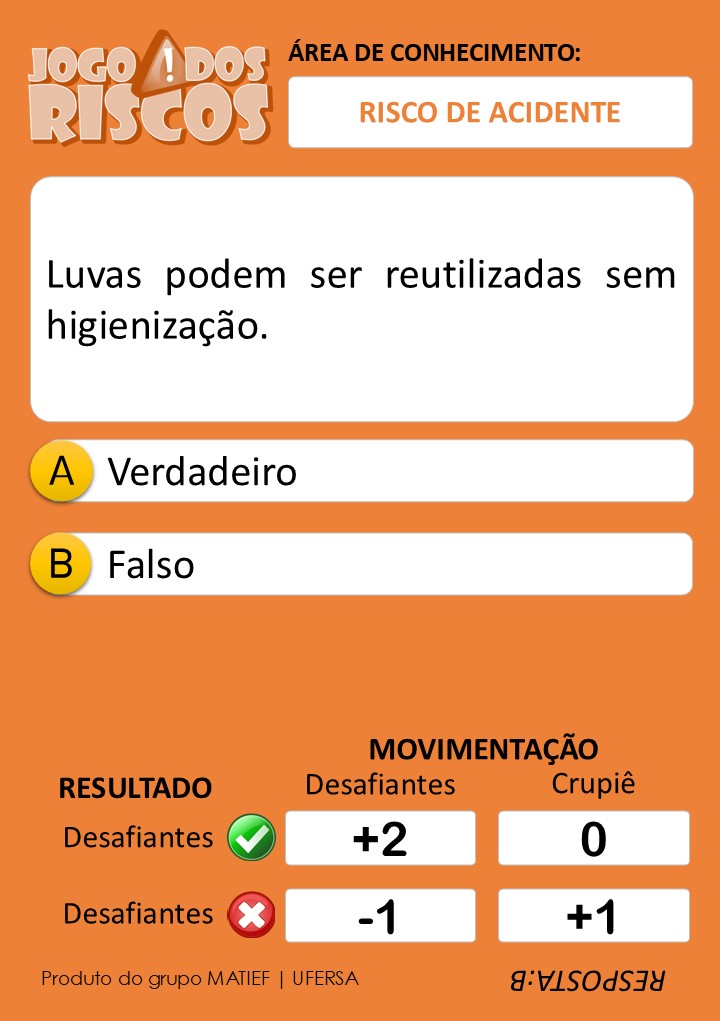 JOGO DOS
RISCOS
ÁREA DE CONHECIMENTO:
RISCO DE ACIDENTE
Luvas podem ser reutilizadas sem
higienização.
A Verdadeiro
B Falso
MOVIMENTAÇÃO
RESULTADO Desafiantes Crupiê
Desafiantes +2 0
Desafiantes -1 +1
Produto do grupo MATIEF | UFERSA
RESPOSTA:B